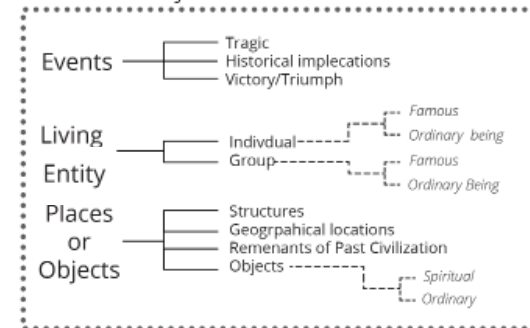 Events
Tragic
Historical implecations
Victory/Triumph
Living
Entity
Indivdual
Famous
Ordinary being
Group
Famous
Ordinary Being
Places
or
Objects
Structures
Geogrpahical locations
Remenants of Past Civilization
Objects
Spiritual
Ordinary